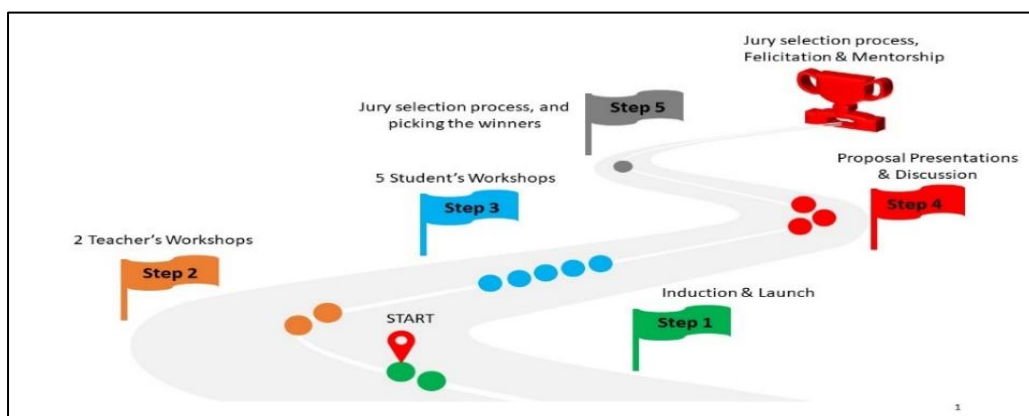 Jury selection process,
Felicitation & Mentorship
Step 5
Jury selection process, and
picking the winners
Proposal Presentations
& Discussion
5 Student's Workshops
Step 3
Step 4
2 Teacher's Workshops
Step 2
Induction & Launch
START
Step 1
1